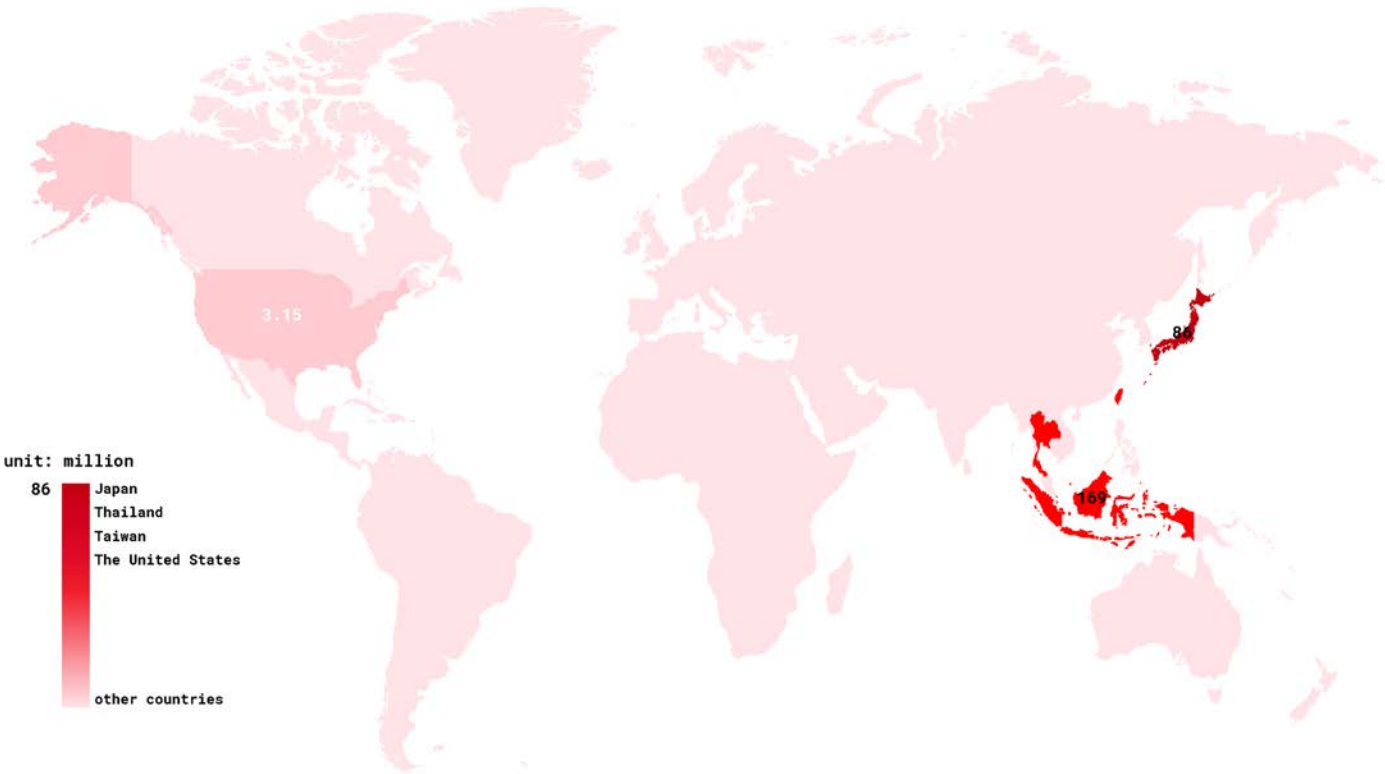 3.15
86
169
unit: million
86
Japan
Thailand
Taiwan
The United States
other countries